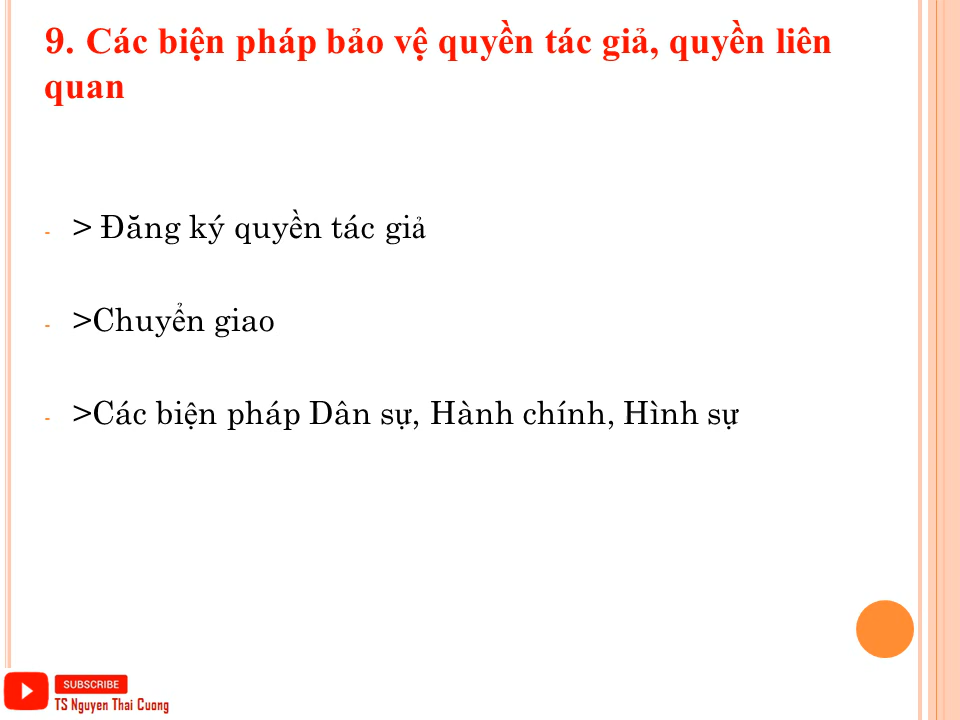 9. Các biện pháp bảo vệ quyền tác giả, quyền liên
quan
- > Đăng ký quyền tác giả
- >Chuyển giao
- >Các biện pháp Dân sự, Hành chính, Hình sự
SUBSCRIBE
TS Nguyen Thai Cuong